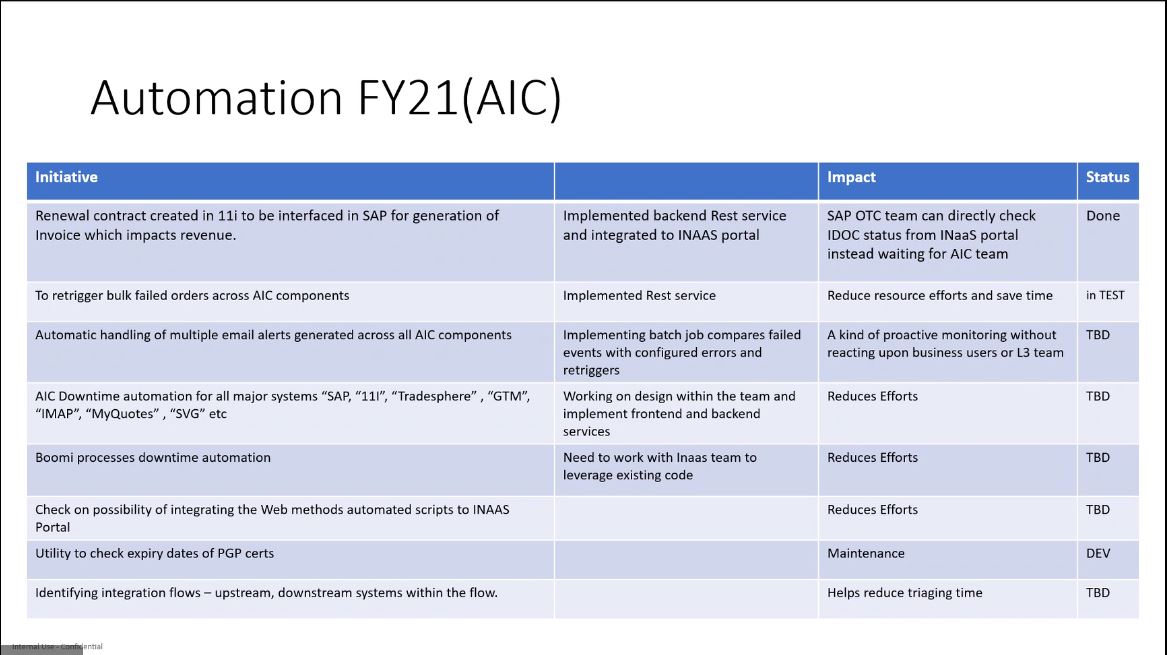 Automation FY21(AIC)
Initiative
Impact
Status
Renewal contract created in 11i to be interfaced in SAP for generation of
Invoice which impacts revenue.
Implemented backend Rest service
and integrated to INAAS portal
SAP OTC team can directly check
IDOC status from INaaS portal
instead waiting for AIC team
Done
To retrigger bulk failed orders across AIC components
Implemented Rest service
Reduce resource efforts and save time
in TEST
Automatic handling of multiple email alerts generated across all AIC components
Implementing batch job compares failed
events with configured errors and
retriggers
A kind of proactive monitoring without
reacting upon business users or L3 team
TBD
AIC Downtime automation for all major systems “SAP, “11I”, “Tradesphere” , “GTM”,
“IMAP”, “MyQuotes” , “SVG” etc
Working on design within the team and
implement frontend and backend
services
Reduces Efforts
TBD
Boomi processes downtime automation
Need to work with Inaas team to
leverage existing code
Reduces Efforts
TBD
Check on possibility of integrating the Web methods automated scripts to INAAS
Portal
Reduces Efforts
TBD
Utility to check expiry dates of PGP certs
Maintenance
DEV
Identifying integration flows – upstream, downstream systems within the flow.
Helps reduce triaging time
TBD
Internal Use - Confidential